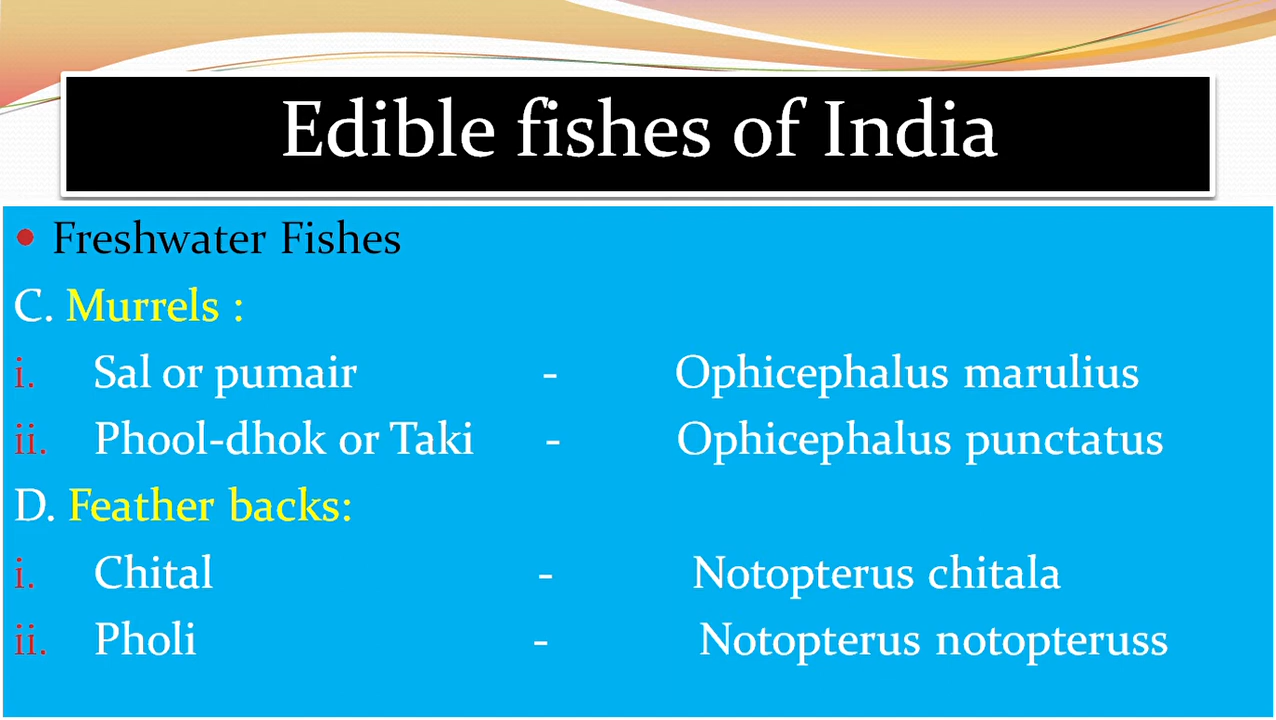 Edible fishes of India
• Freshwater Fishes
C. Murrels :
i. Sal or pumair - Ophicephalus marulius
ii. Phool-dhok or Taki - Ophicephalus punctatus
D. Feather backs:
i. Chital - Notopterus chitala
ii. Pholi - Notopterus notopteruss